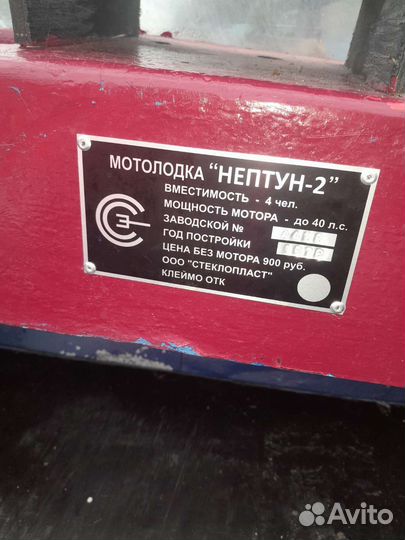 МОТОЛОДКА "НЕПТУН-2"
ВМЕСТИМОСТЬ - 4 чел.
МОЩНОСТЬ МОТОРА - до 40 л.с.
ЗАВОДСКОЙ №
ГОД ПОСТРОЙКИ
ЦЕНА БЕЗ МОТОРА 900 руб.
ООО "СТЕКЛОПЛАСТ"
КЛЕЙМО ОТК
Avito